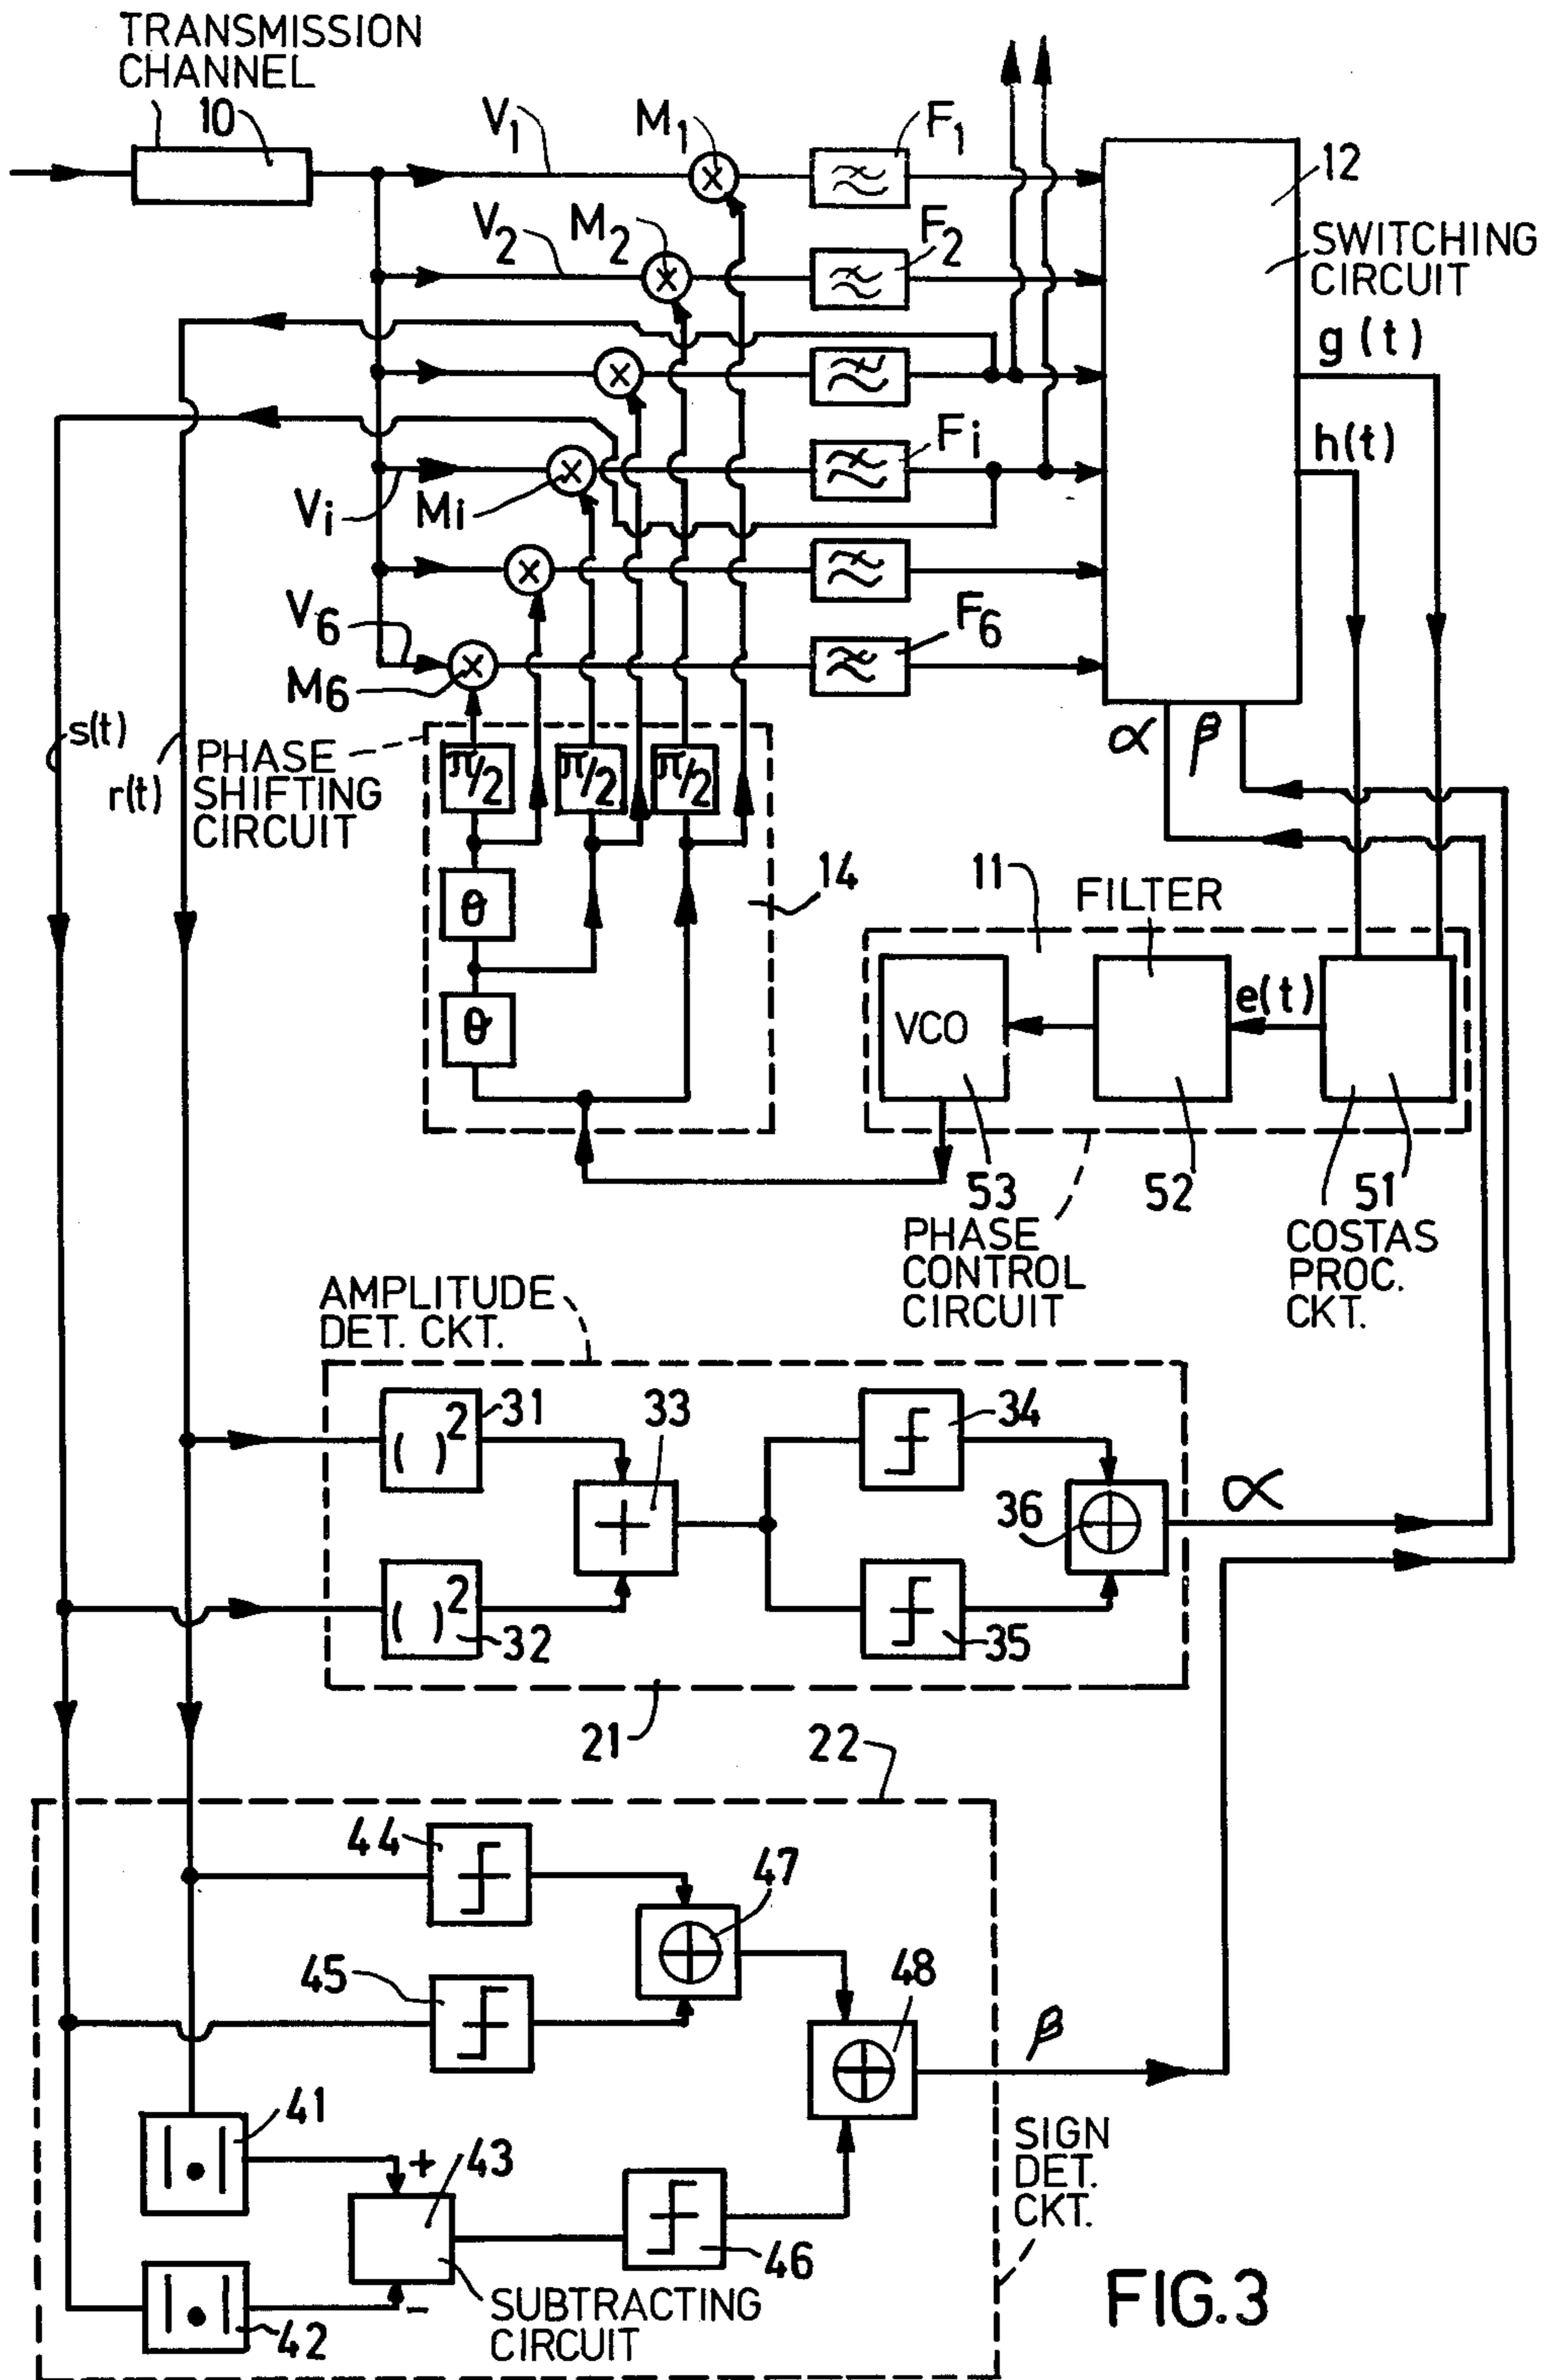 TRANSMISSION
CHANNEL
10
V1
M1
F1
12
V2
M2
F2
SWITCHING
CIRCUIT
g(t)
Fi
h(t)
Vi
Mi
V6
F6
M6
s(t)
r(t)
PHASE
SHIFTING
CIRCUIT
π/2
π/2
π/2
α
β
θ
14
11
FILTER
θ
VCO
e(t)
53
52
51
PHASE
CONTROL
CIRCUIT
COSTAS
PROC.
CKT.
AMPLITUDE
DET. CKT.
( )2
31
33
34
36
α
( )2
32
35
21
22
44
47
45
48
β
41
|•|
+
43
46
SIGN
DET.
CKT.
|•|
42
-
SUBTRACTING
CIRCUIT
FIG.3